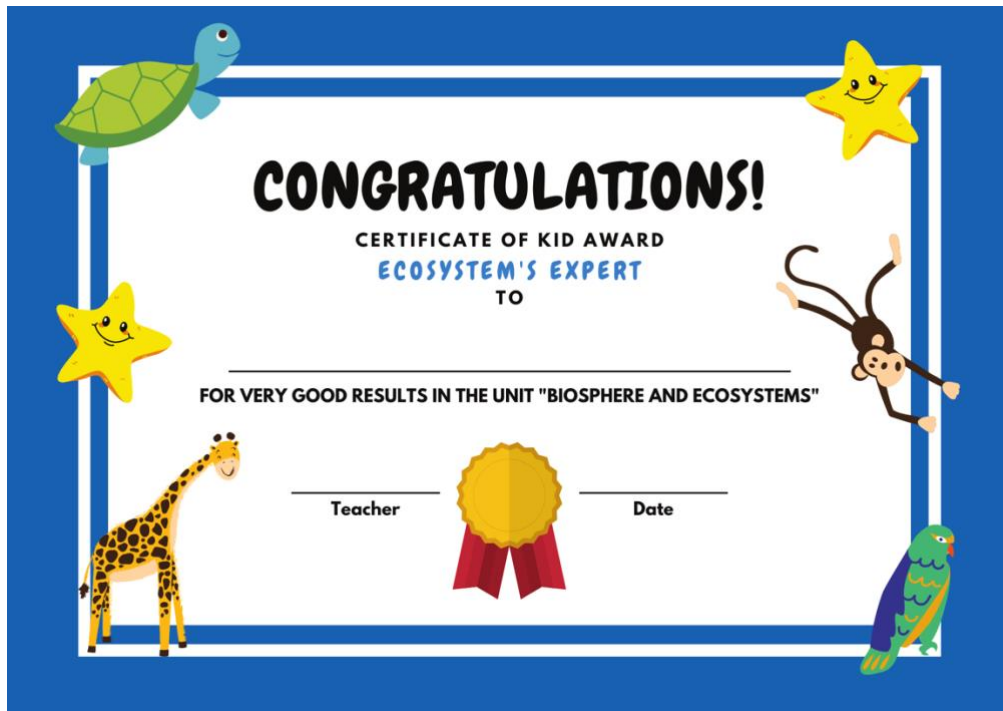 CONGRATULATIONS!
CERTIFICATE OF KID AWARD
ECOSYSTEM'S EXPERT
TO
FOR VERY GOOD RESULTS IN THE UNIT "BIOSPHERE AND ECOSYSTEMS"
Teacher
Date